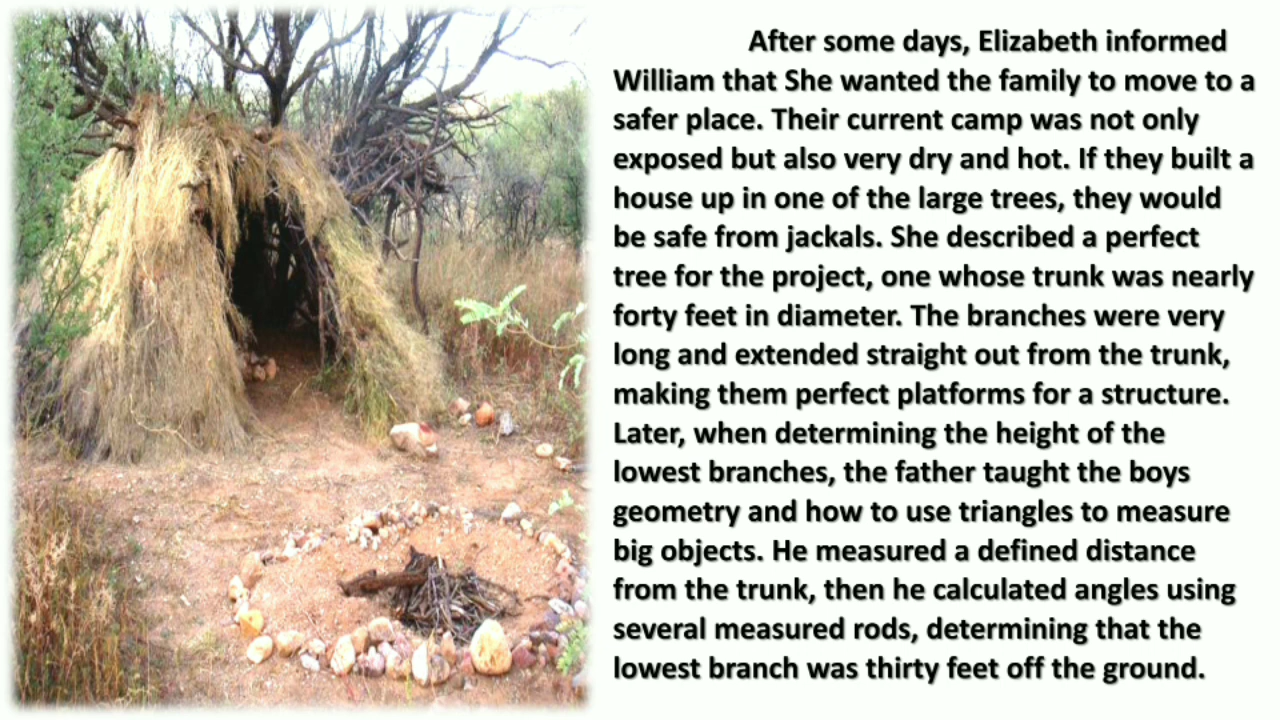 After some days, Elizabeth informed
William that She wanted the family to move to a
safer place. Their current camp was not only
exposed but also very dry and hot. If they built a
house up in one of the large trees, they would
be safe from jackals. She described a perfect
tree for the project, one whose trunk was nearly
forty feet in diameter. The branches were very
long and extended straight out from the trunk,
making them perfect platforms for a structure.
Later, when determining the height of the
lowest branches, the father taught the boys
geometry and how to use triangles to measure
big objects. He measured a defined distance
from the trunk, then he calculated angles using
several measured rods, determining that the
lowest branch was thirty feet off the ground.